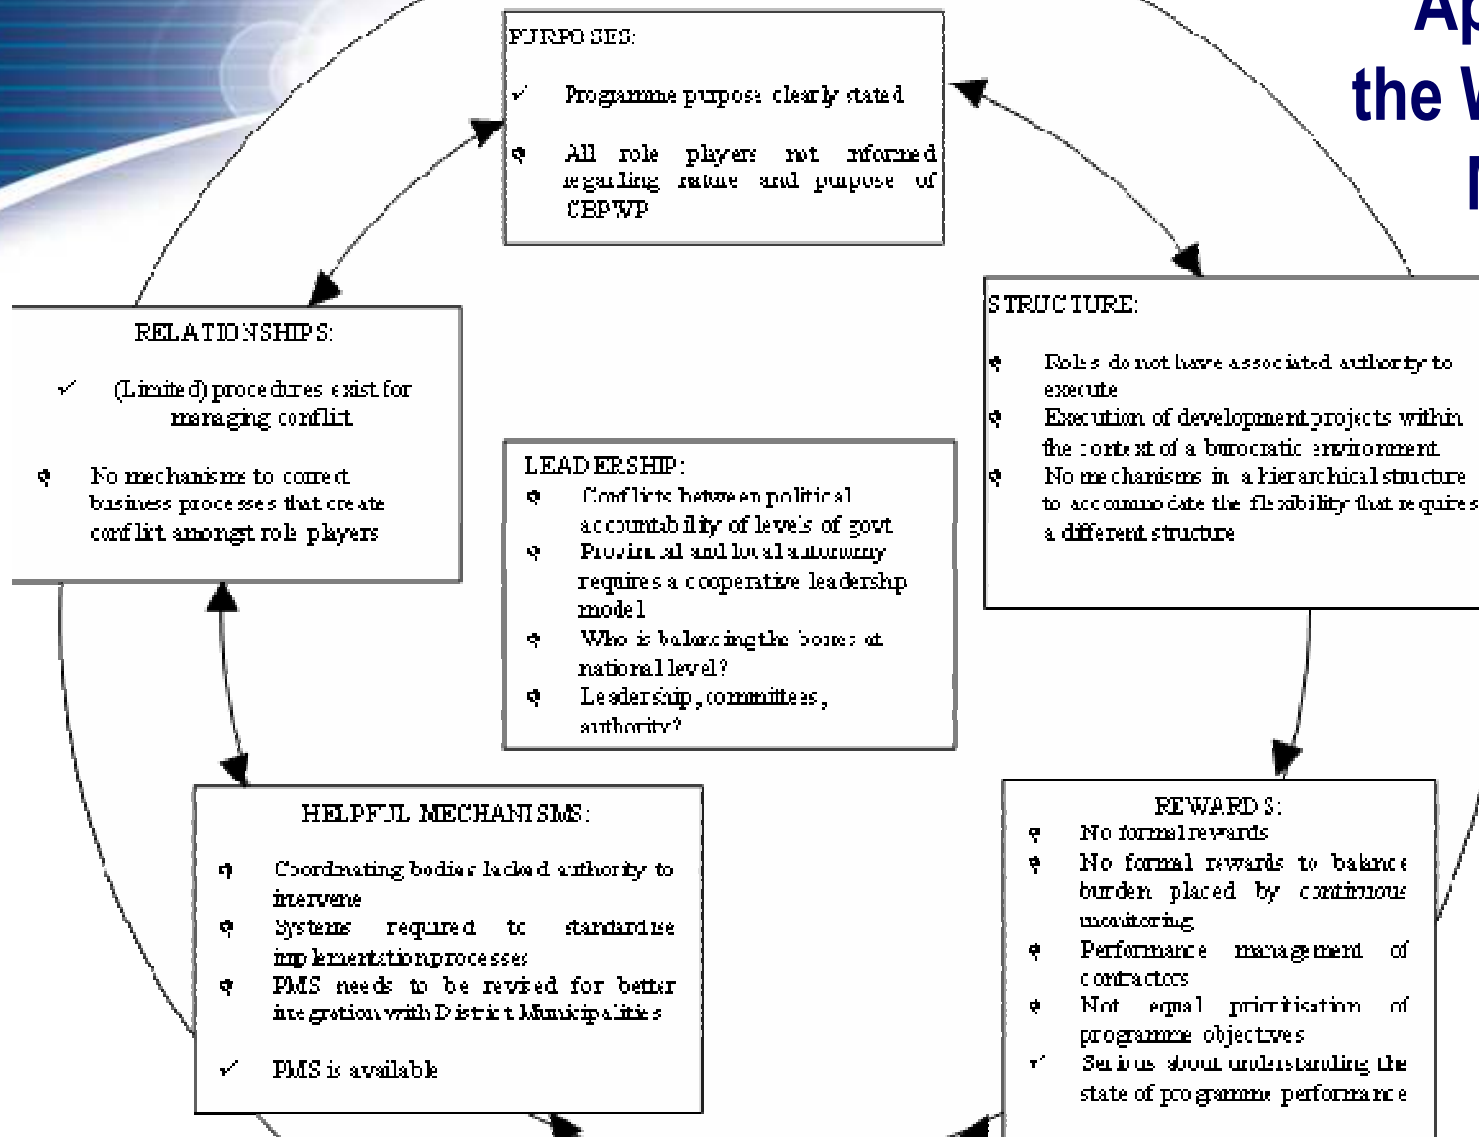 Ap
the W
M
PURPOSES:
✓ Programme purpose clearly stated
All role players not informed
regarding nature and purpose of
CBPWP
RELATIONSHIPS:
✓ (Limited) procedures exist for
managing conflict
No mechanisms to correct
business processes that create
conflict amongst role players
STRUCTURE:
Roles do not have associated authority to
execute
Execution of development projects within
the context of a burocratic environment
No mechanisms in a hierarchical structure
to accommodate the flexibility that requires
a different structure
LEADERSHIP:
Conflicts between political
accountability of levels of govt
Provincial and local autonomy
requires a cooperative leadership
model
Who is balancing the boxes at
national level?
Leadership, committees,
authority?
HELPFUL MECHANISMS:
Coordinating bodies lacked authority to
intervene
Systems required to standardise
implementation processes
PMS needs to be revised for better
integration with District Municipalities
✓ PMS is available
REWARDS:
No formal rewards
No formal rewards to balance
burden placed by continuous
monitoring
Performance management of
contractors
Not equal prioritisation of
programme objectives
✓ Serious about understanding the
state of programme performance